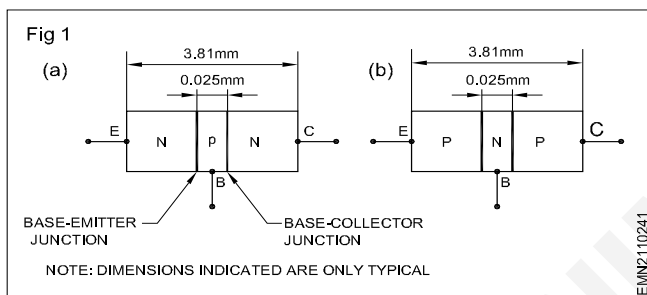 Fig 1
(a)
3.81mm
0.025mm
E
N
p
N
C
B
BASE-EMITTER
JUNCTION
BASE-COLLECTOR
JUNCTION
(b)
3.81mm
0.025mm
E
P
N
P
C
B
NOTE: DIMENSIONS INDICATED ARE ONLY TYPICAL
EMN2110241